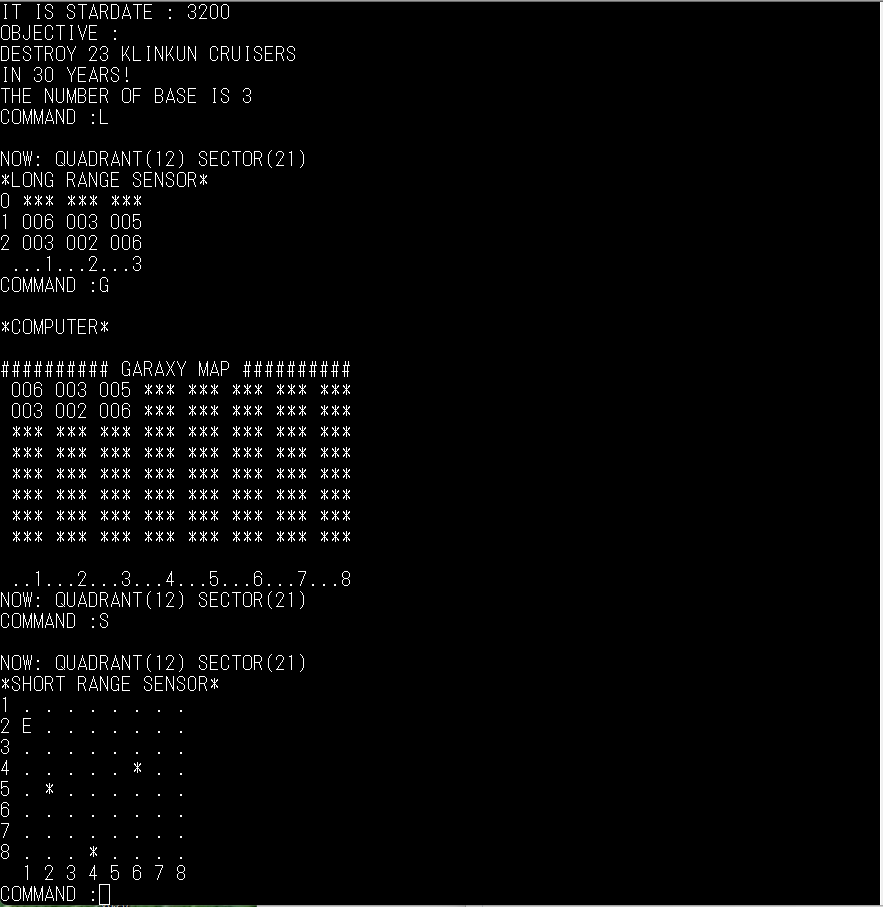 IT IS STARDATE : 3200
OBJECTIVE :
DESTROY 23 KLINKUN CRUISERS
IN 30 YEARS!
THE NUMBER OF BASE IS 3
COMMAND :L
NOW: QUADRANT(12) SECTOR(21)
*LONG RANGE SENSOR*
0 *** *** ***
1 006 003 005
2 003 002 006
 ...1...2...3
COMMAND :G
*COMPUTER*
########## GARAXY MAP ##########
 006 003 005 *** *** *** *** ***
 003 002 006 *** *** *** *** ***
 *** *** *** *** *** *** *** ***
 *** *** *** *** *** *** *** ***
 *** *** *** *** *** *** *** ***
 *** *** *** *** *** *** *** ***
 *** *** *** *** *** *** *** ***
 *** *** *** *** *** *** *** ***
 ..1...2...3...4...5...6...7...8
NOW: QUADRANT(12) SECTOR(21)
COMMAND :S
NOW: QUADRANT(12) SECTOR(21)
*SHORT RANGE SENSOR*
1 . . . . . . . .
2 E . . . . . . .
3 . . . . . . . .
4 . . . . . * . .
5 . * . . . . . .
6 . . . . . . . .
7 . . . . . . . .
8 . . . * . . . .
  1 2 3 4 5 6 7 8
COMMAND :